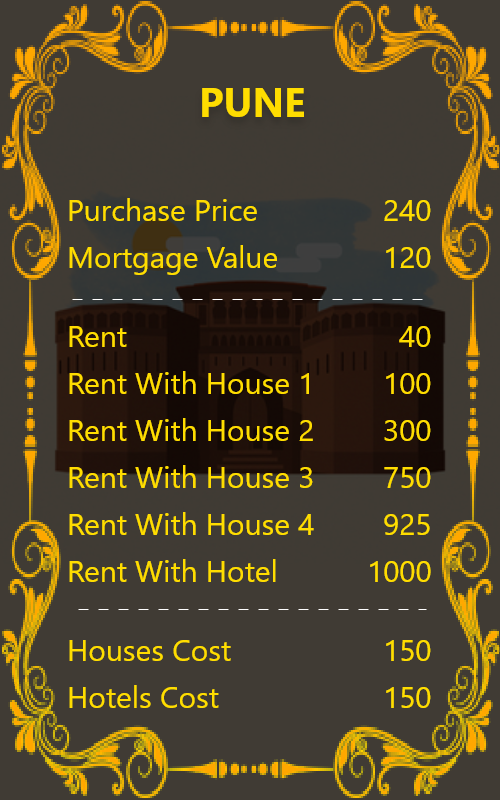 PUNE
Purchase Price 240
Mortgage Value 120
Rent 40
Rent With House 1 100
Rent With House 2 300
Rent With House 3 750
Rent With House 4 925
Rent With Hotel 1000
Houses Cost 150
Hotels Cost 150